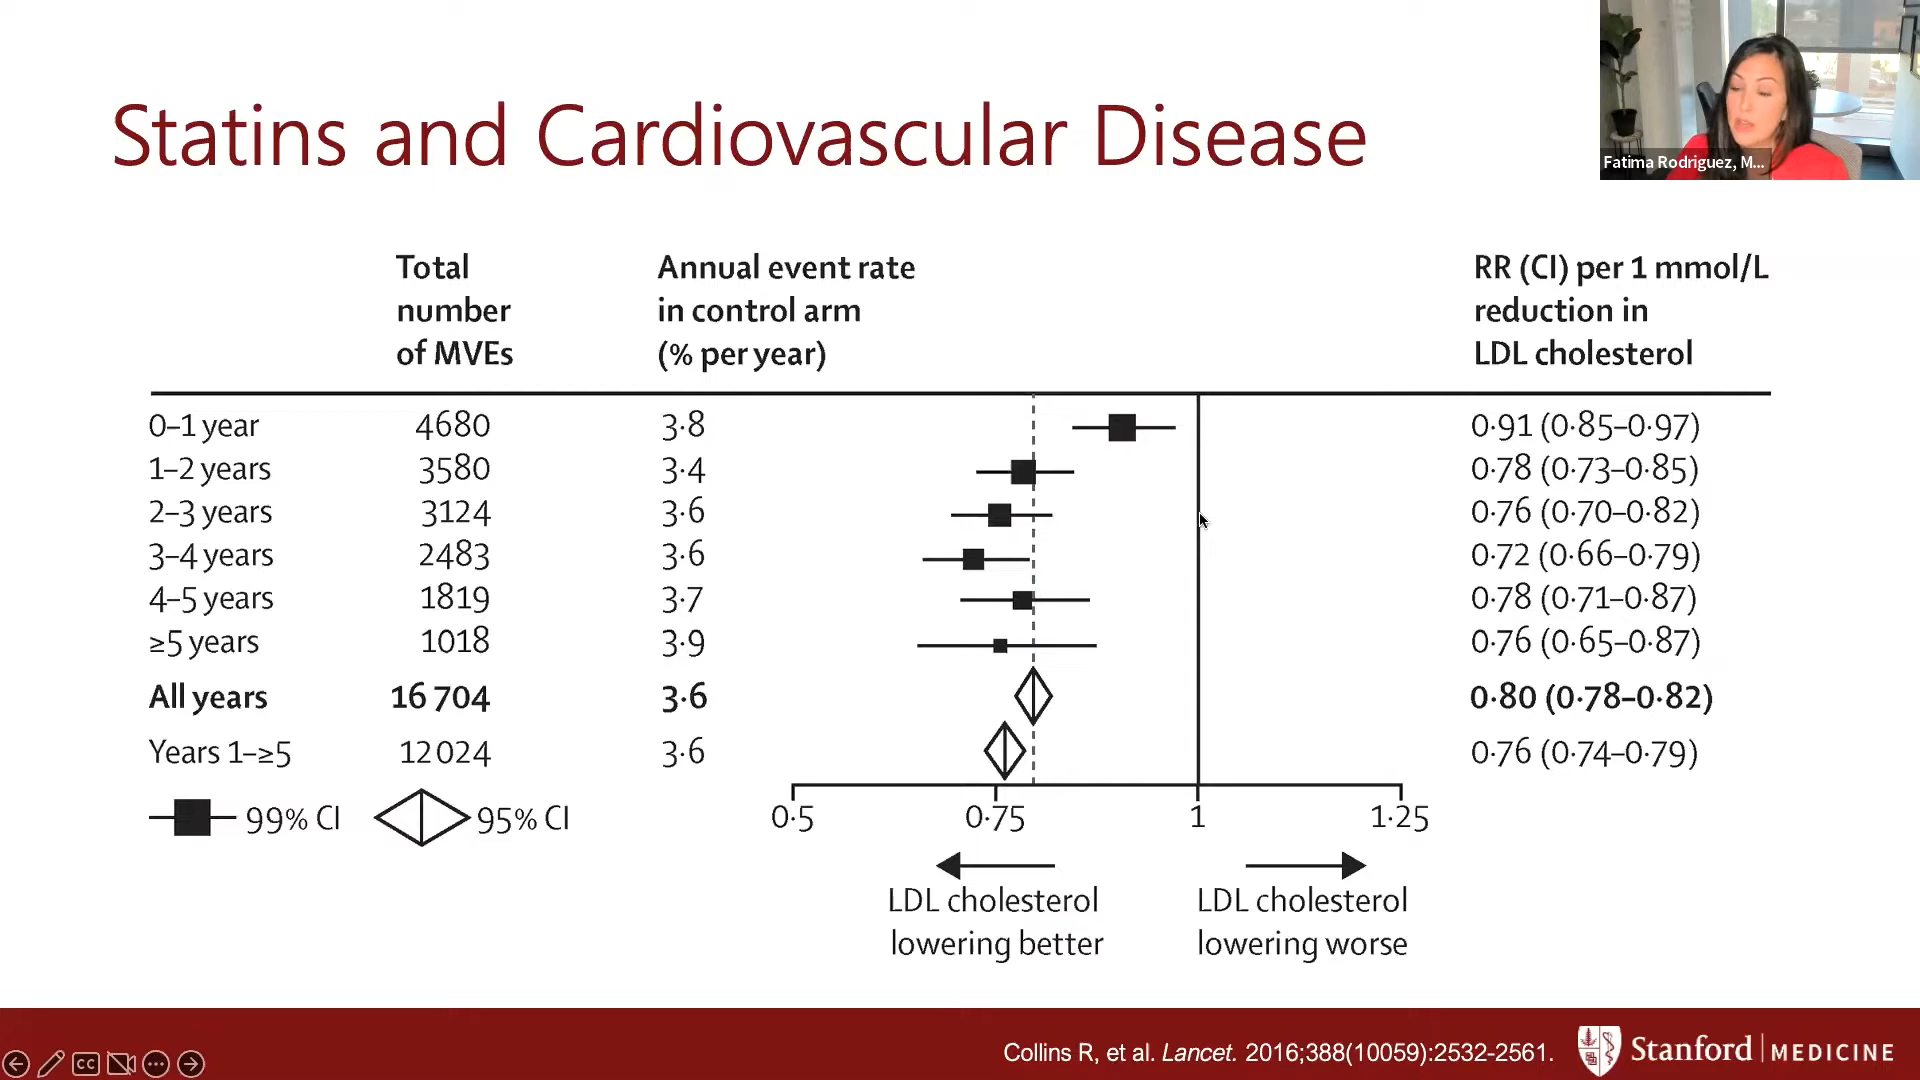 Statins and Cardiovascular Disease
Fatima Rodriguez, M...
Total
number
of MVEs
Annual event rate
in control arm
(% per year)
RR (CI) per 1 mmol/L
reduction in
LDL cholesterol
0–1 year 4680 3·8 0·91 (0·85–0·97)
1–2 years 3580 3·4 0·78 (0·73–0·85)
2–3 years 3124 3·6 0·76 (0·70–0·82)
3–4 years 2483 3·6 0·72 (0·66–0·79)
4–5 years 1819 3·7 0·78 (0·71–0·87)
≥5 years 1018 3·9 0·76 (0·65–0·87)
All years 16 704 3·6 0·80 (0·78–0·82)
Years 1–≥5 12 024 3·6 0·76 (0·74–0·79)
99% CI 95% CI
0·5 0·75 1 1·25
LDL cholesterol
lowering better
LDL cholesterol
lowering worse
Collins R, et al. Lancet. 2016;388(10059):2532-2561.
Stanford MEDICINE
CC